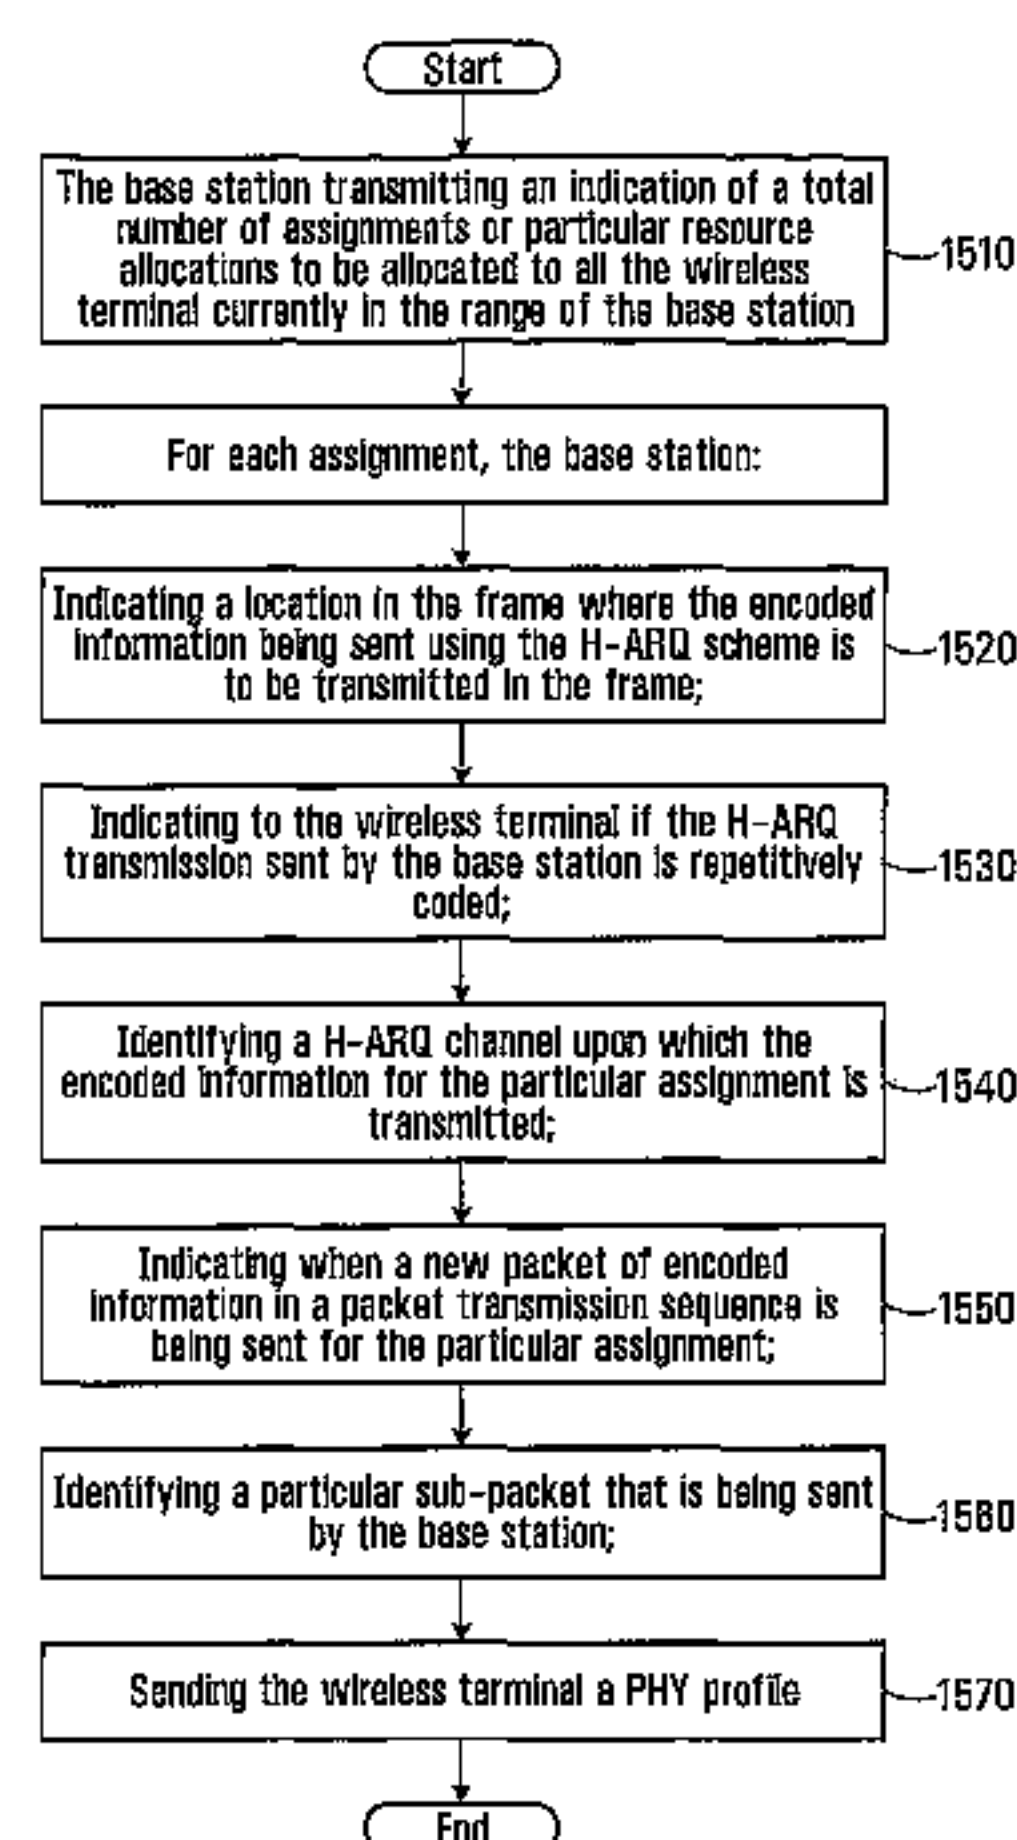 Start
The base station transmitting an indication of a total
number of assignments or particular resource
allocations to be allocated to all the wireless
terminal currently in the range of the base station
1510
For each assignment, the base station:
Indicating a location in the frame where the encoded
information being sent using the H-ARQ scheme is
to be transmitted in the frame;
1520
Indicating to the wireless terminal if the H-ARQ
transmission sent by the base station is repetitively
coded;
1530
Identifying a H-ARQ channel upon which the
encoded information for the particular assignment is
transmitted;
1540
Indicating when a new packet of encoded
information in a packet transmission sequence is
being sent for the particular assignment;
1550
Identifying a particular sub-packet that is being sent
by the base station;
1560
Sending the wireless terminal a PHY profile
1570
End